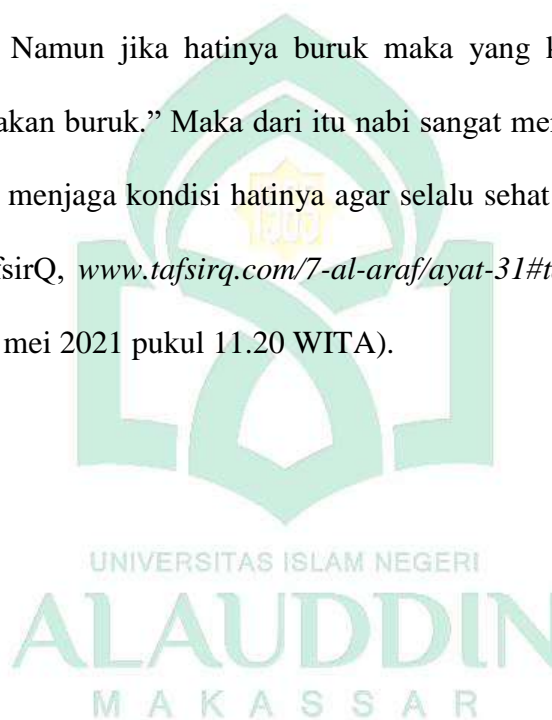 Namun jika hatinya buruk maka yang k
akan buruk.” Maka dari itu nabi sangat me
menjaga kondisi hatinya agar selalu sehat
fsirQ, www.tafsirq.com/7-al-araf/ayat-31#t
mei 2021 pukul 11.20 WITA).
UNIVERSITAS ISLAM NEGERI
ALAUDDIN
MAKASSAR